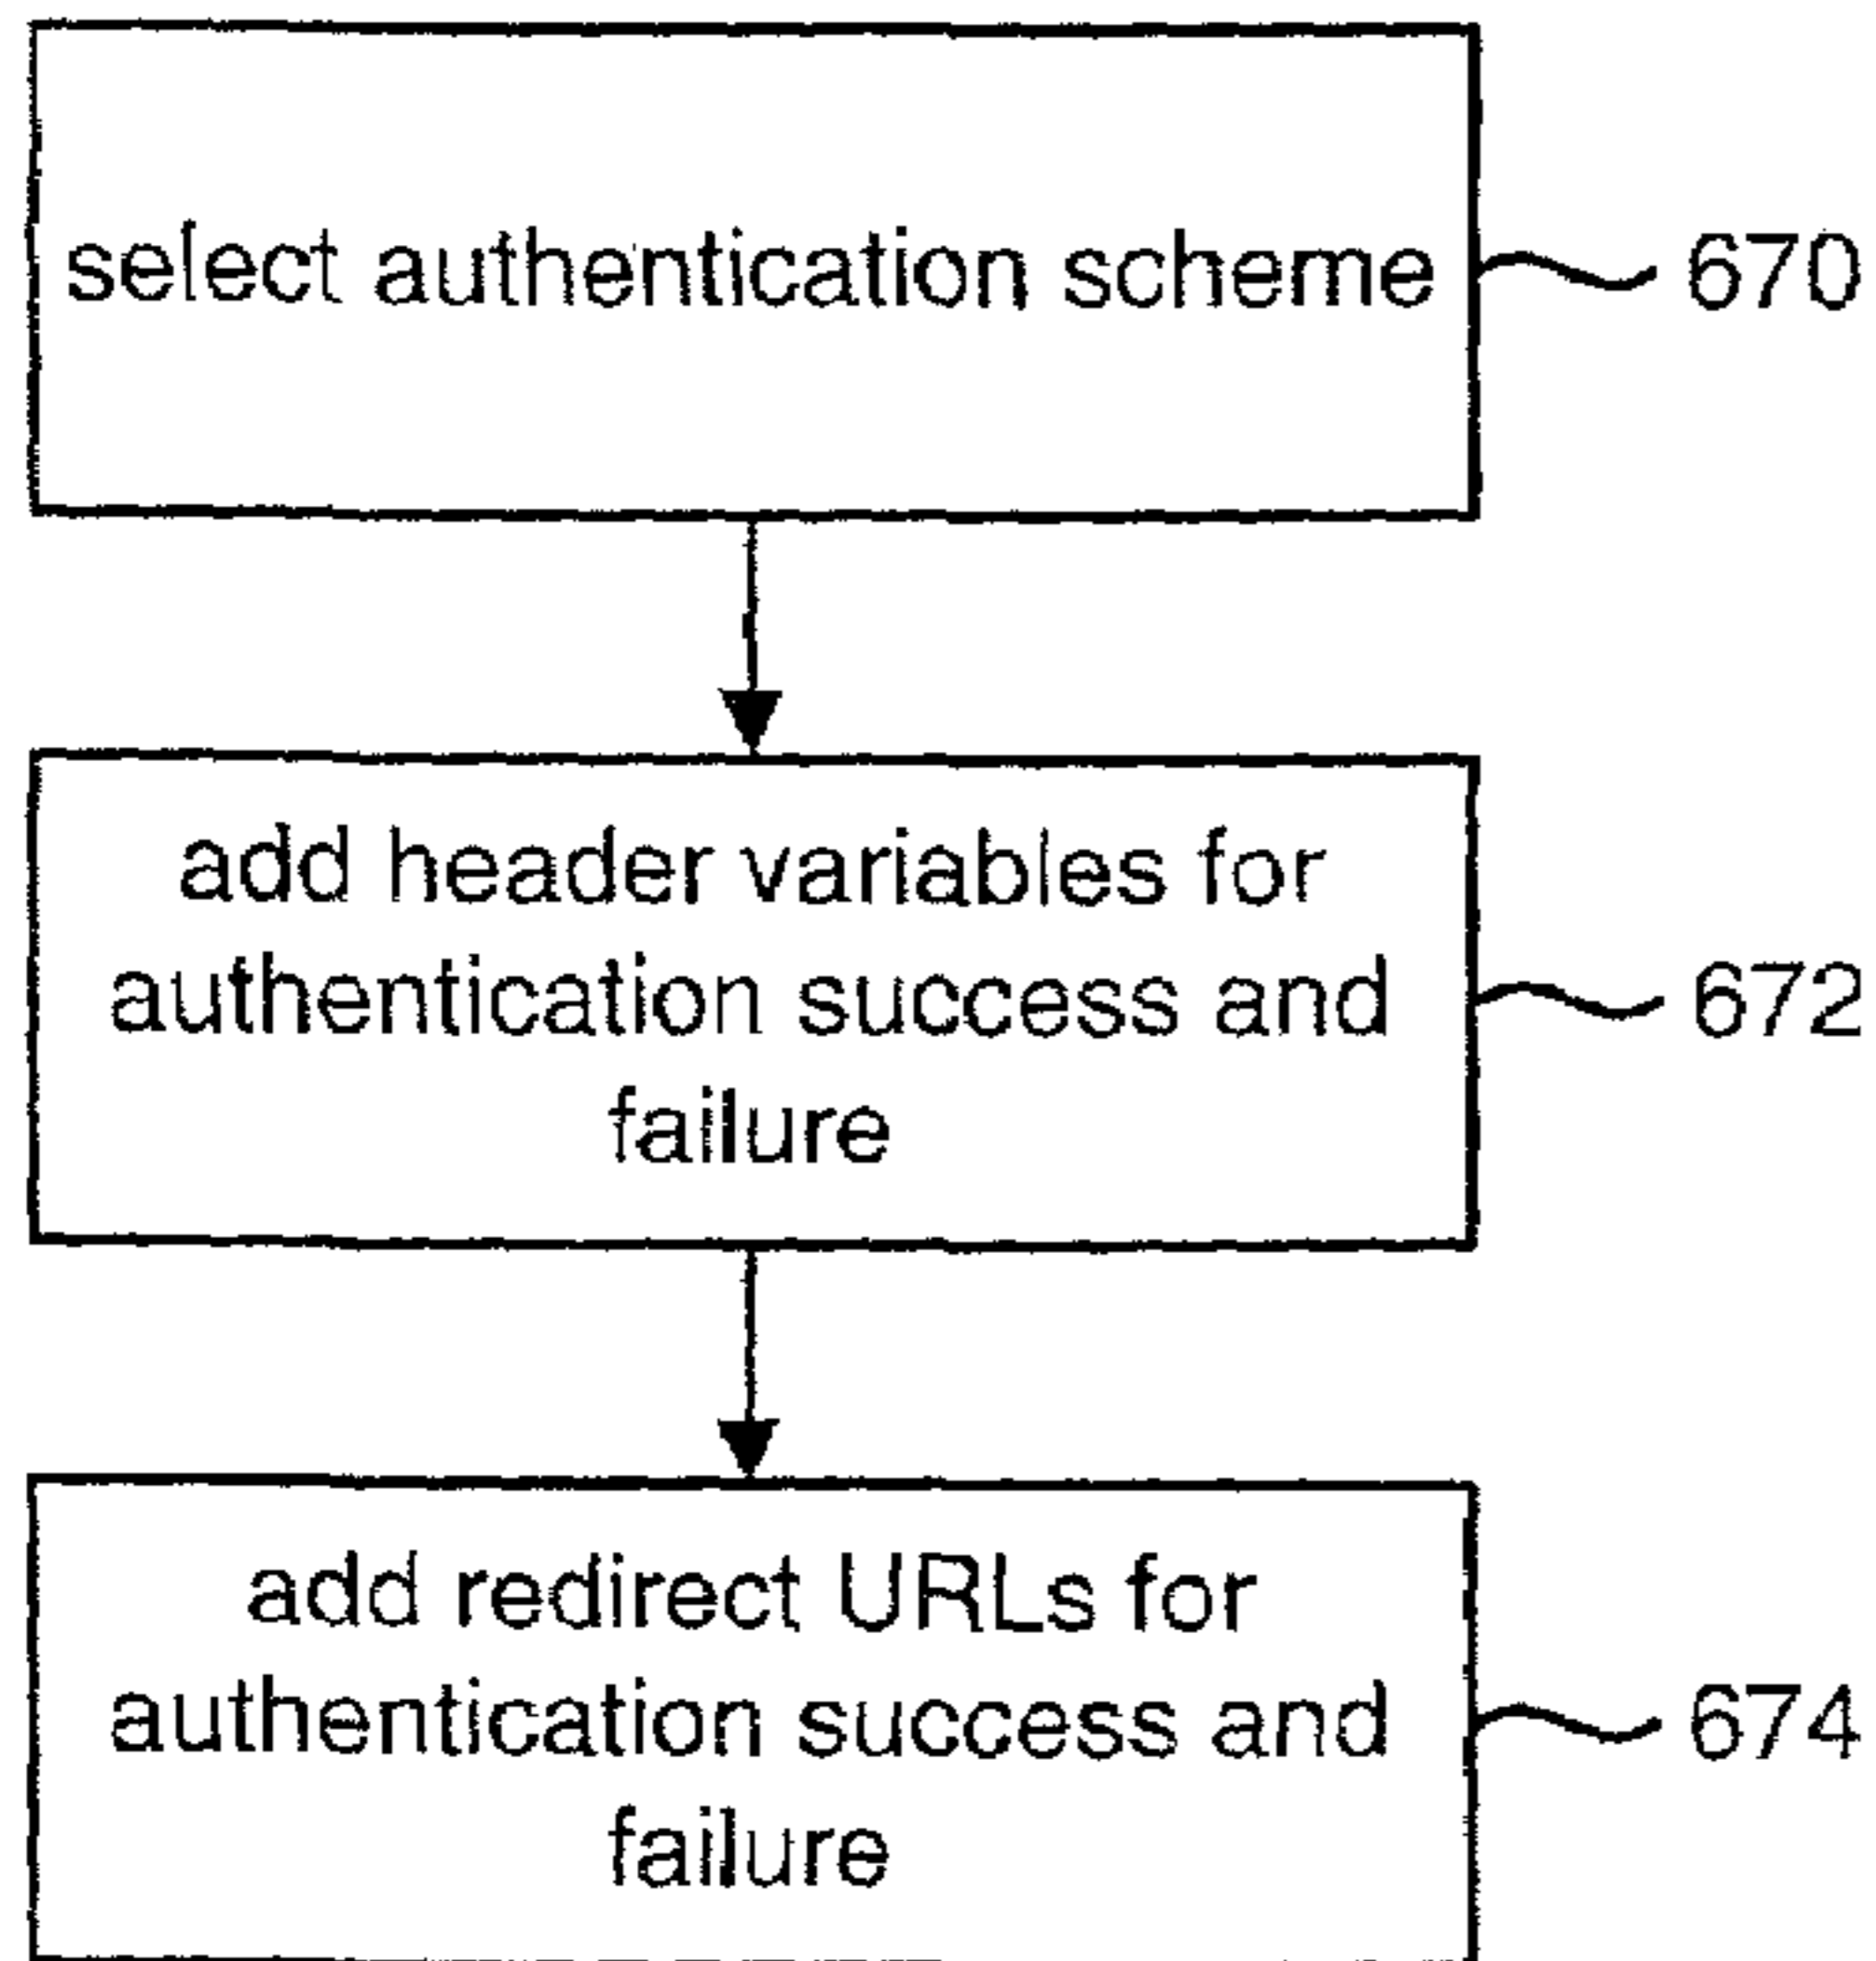 select authentication scheme
670
add header variables for
authentication success and
failure
672
add redirect URLs for
authentication success and
failure
674